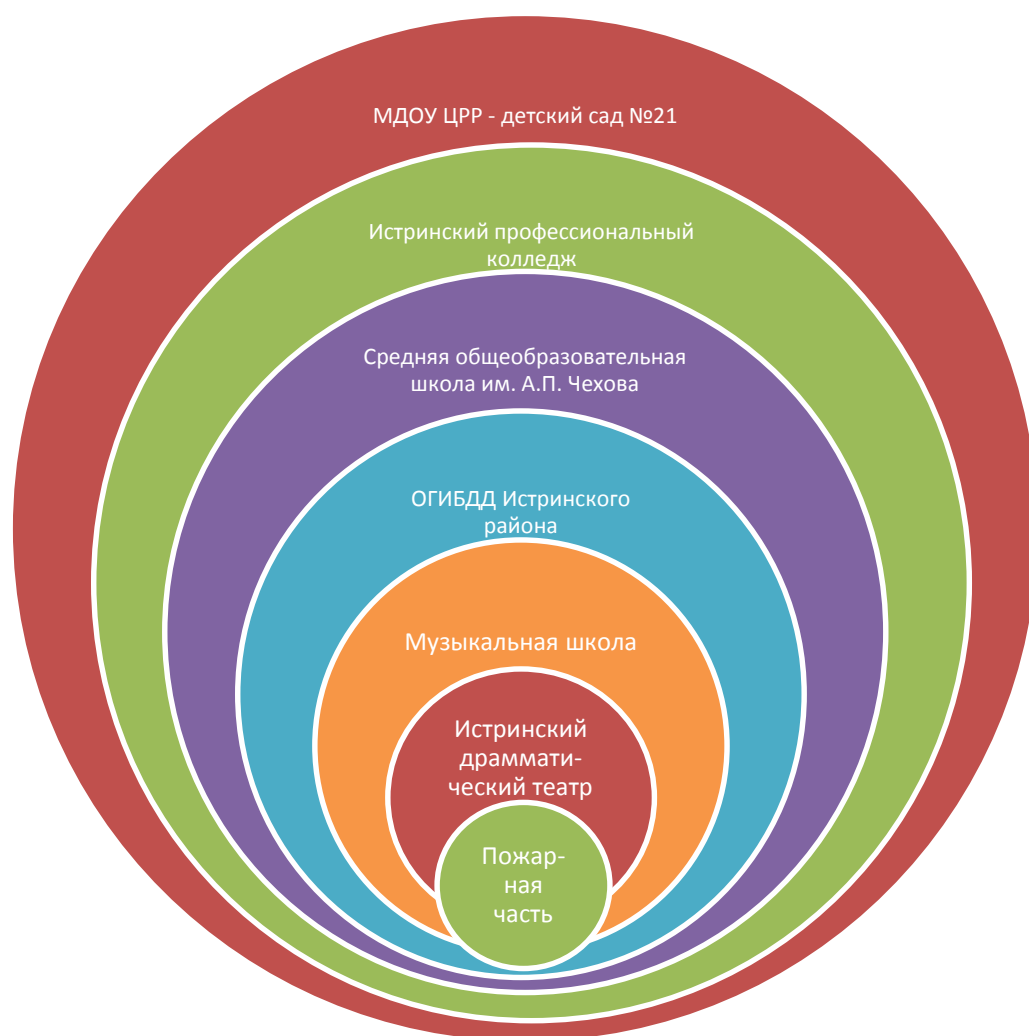 МДОУ ЦРР - детский сад №21
Истринский профессиональный
колледж
Средняя общеобразовательная
школа им. А.П. Чехова
ОГИБДД Истринского
района
Музыкальная школа
Истринский
драммати-
ческий театр
Пожар-
ная
часть